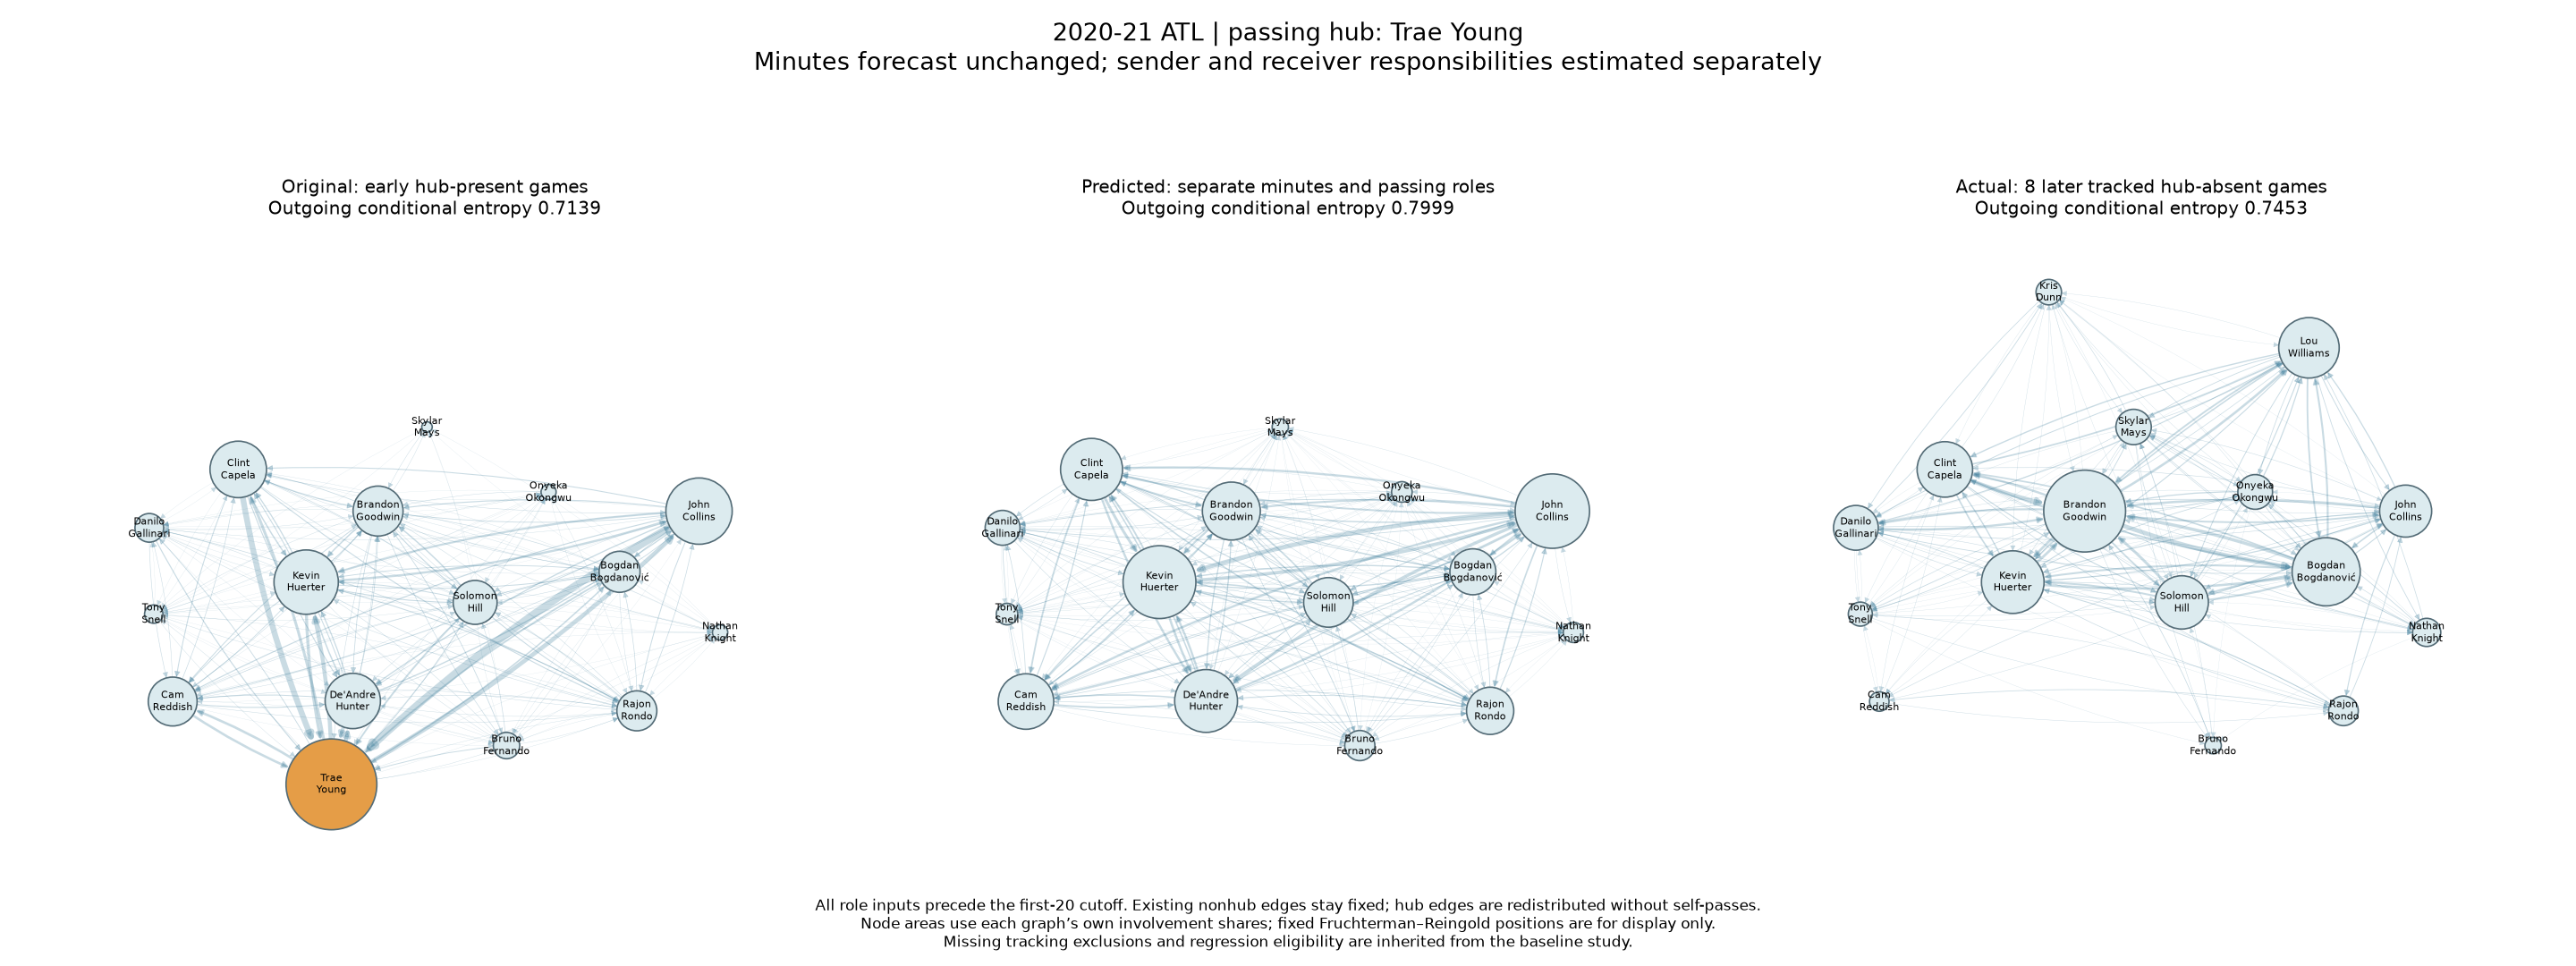 2020-21 ATL | passing hub: Trae Young
Minutes forecast unchanged; sender and receiver responsibilities estimated separately
Original: early hub-present games
Outgoing conditional entropy 0.7139
Skylar
Mays
Clint
Capela
Onyeka
Okongwu
Brandon
Goodwin
John
Collins
Danilo
Gallinari
Kevin
Huerter
Bogdan
Bogdanović
Solomon
Hill
Tony
Snell
Nathan
Knight
Cam
Reddish
De'Andre
Hunter
Rajon
Rondo
Bruno
Fernando
Trae
Young
Predicted: separate minutes and passing roles
Outgoing conditional entropy 0.7999
Skylar
Mays
Clint
Capela
Onyeka
Okongwu
Brandon
Goodwin
John
Collins
Danilo
Gallinari
Kevin
Huerter
Bogdan
Bogdanović
Solomon
Hill
Tony
Snell
Nathan
Knight
Cam
Reddish
De'Andre
Hunter
Rajon
Rondo
Bruno
Fernando
Actual: 8 later tracked hub-absent games
Outgoing conditional entropy 0.7453
Kris
Dunn
Lou
Williams
Skylar
Mays
Clint
Capela
Onyeka
Okongwu
Brandon
Goodwin
John
Collins
Danilo
Gallinari
Kevin
Huerter
Bogdan
Bogdanović
Solomon
Hill
Tony
Snell
Nathan
Knight
Cam
Reddish
Rajon
Rondo
Bruno
Fernando
All role inputs precede the first-20 cutoff. Existing nonhub edges stay fixed; hub edges are redistributed without self-passes.
Node areas use each graph’s own involvement shares; fixed Fruchterman–Reingold positions are for display only.
Missing tracking exclusions and regression eligibility are inherited from the baseline study.